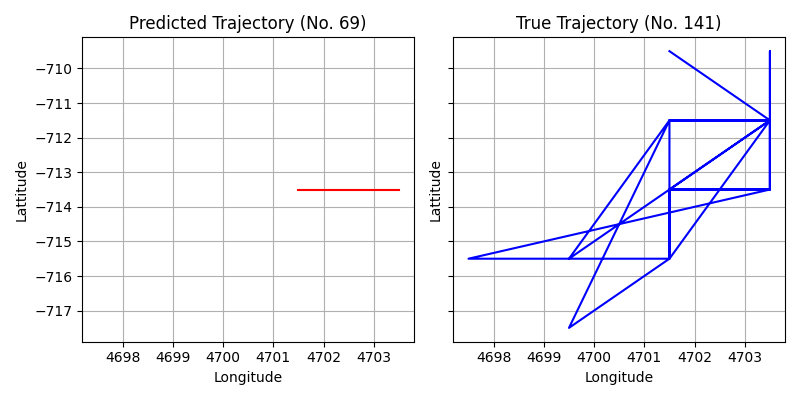 Predicted Trajectory (No. 69)
True Trajectory (No. 141)
−710
−711
−712
−713
−714
−715
−716
−717
Lattitude
Lattitude
4698 4699 4700 4701 4702 4703
4698 4699 4700 4701 4702 4703
Longitude
Longitude